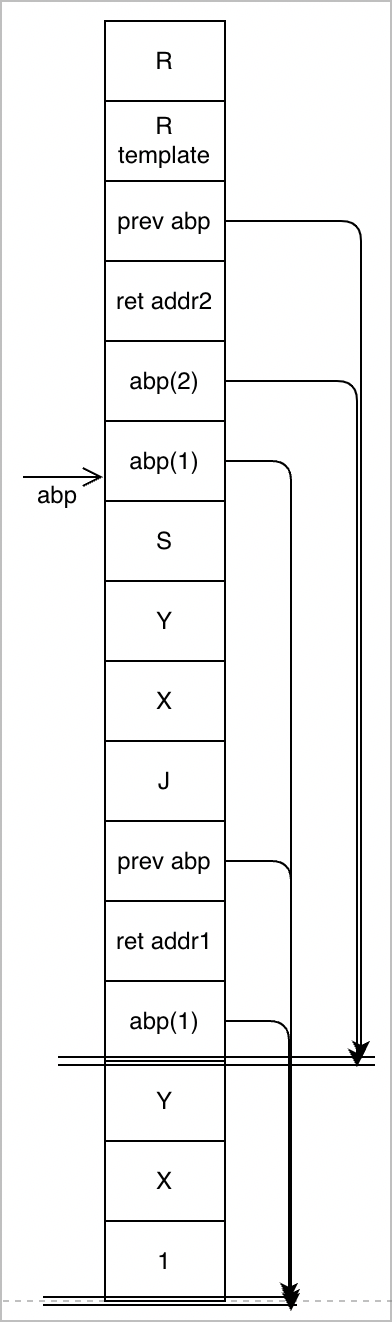 R
R
template
prev abp
ret addr2
abp(2)
abp(1)
abp
S
Y
X
J
prev abp
ret addr1
abp(1)
Y
X
1